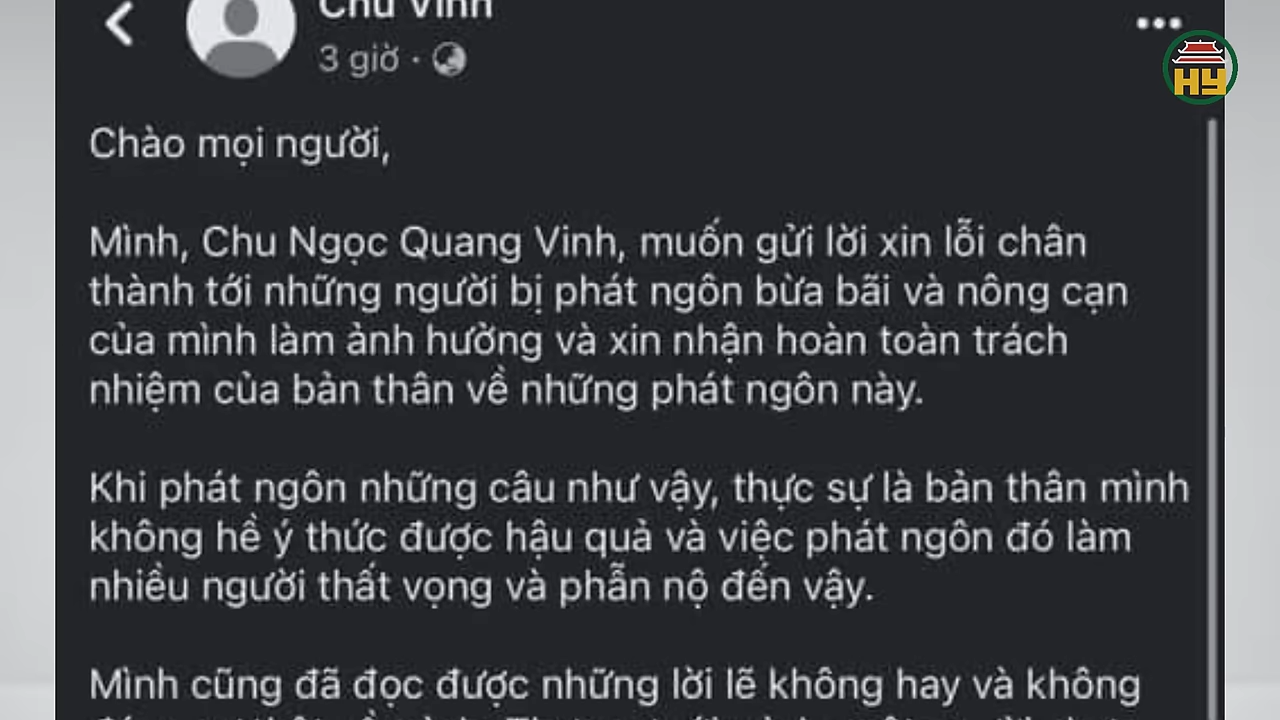 Chu Vinh
3 giờ ·
HY
Chào mọi người,
Mình, Chu Ngọc Quang Vinh, muốn gửi lời xin lỗi chân
thành tới những người bị phát ngôn bừa bãi và nông cạn
của mình làm ảnh hưởng và xin nhận hoàn toàn trách
nhiệm của bản thân về những phát ngôn này.
Khi phát ngôn những câu như vậy, thực sự là bản thân mình
không hề ý thức được hậu quả và việc phát ngôn đó làm
nhiều người thất vọng và phẫn nộ đến vậy.
Mình cũng đã đọc được những lời lẽ không hay và không